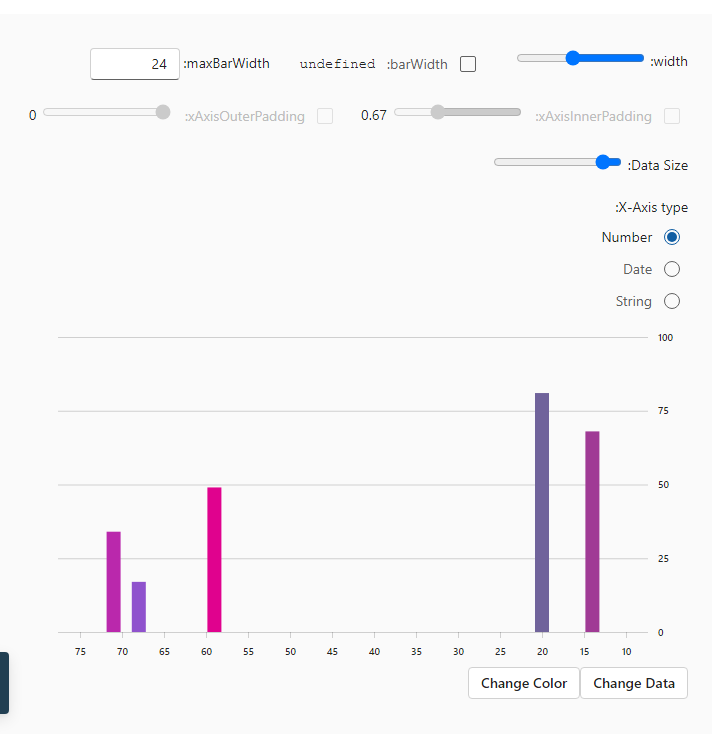 width:
barWidth: undefined
maxBarWidth: 24
xAxisInnerPadding: 0.67
xAxisOuterPadding: 0
Data Size:
X-Axis type:
Number
Date
String
100
75
50
25
0
75 70 65 60 55 50 45 40 35 30 25 20 15 10
Change Color Change Data